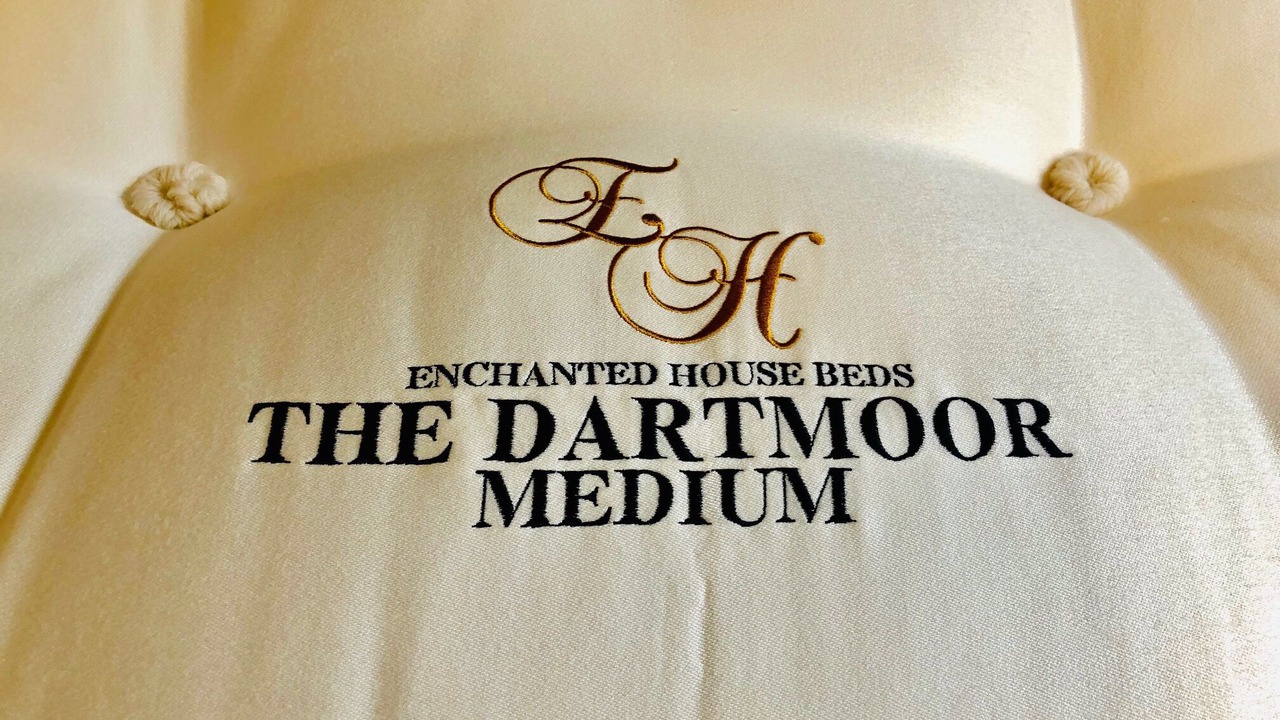 EH
ENCHANTED HOUSE BEDS
THE DARTMOOR
MEDIUM